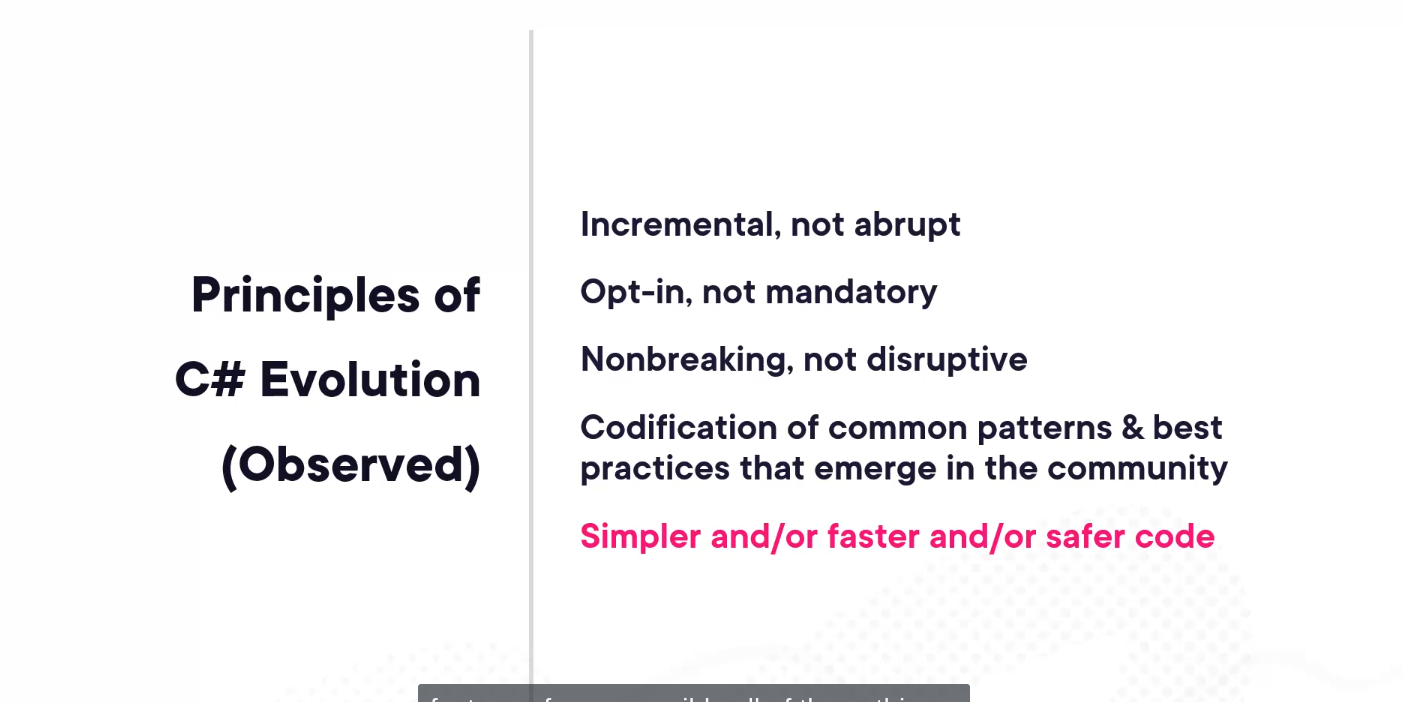 Principles of
C# Evolution
(Observed)
Incremental, not abrupt
Opt-in, not mandatory
Nonbreaking, not disruptive
Codification of common patterns & best
practices that emerge in the community
Simpler and/or faster and/or safer code